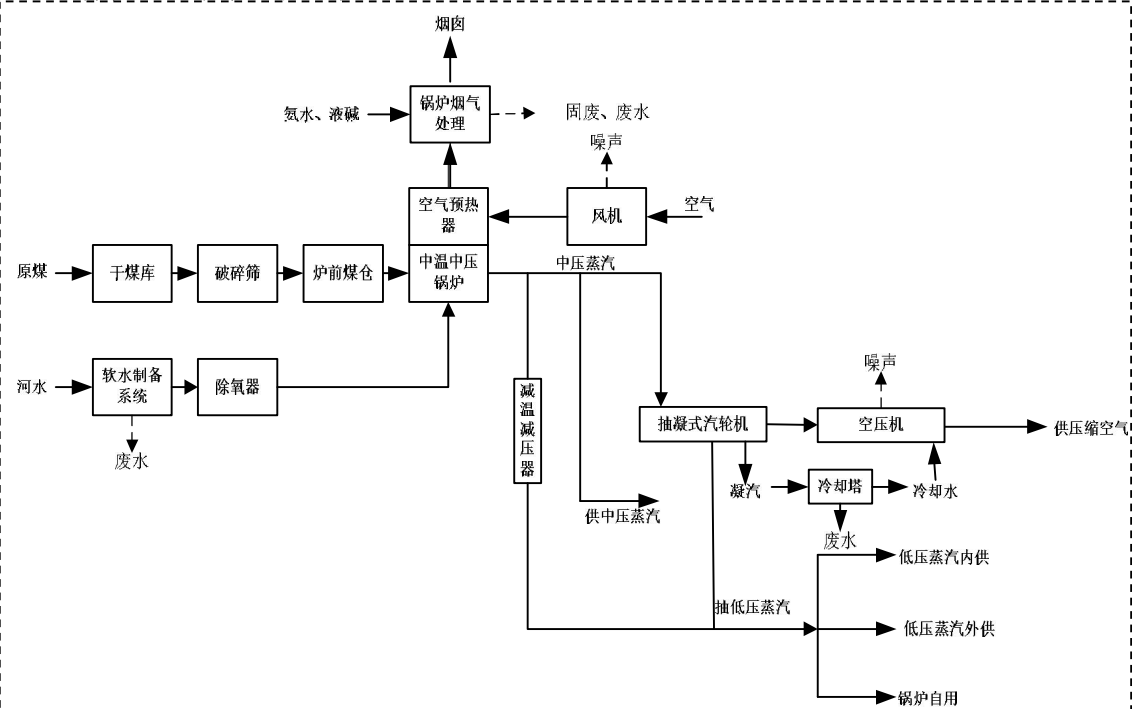 烟囱
氨水、液碱
锅炉烟气
处理
固废、废水
噪声
空气预热
器
风机
空气
原煤
干煤库
破碎筛
炉前煤仓
中温中压
锅炉
中压蒸汽
河水
软水制备
系统
除氧器
废水
减
温
减
压
器
噪声
抽凝式汽轮机
空压机
供压缩空气
凝汽
冷却塔
冷却水
供中压蒸汽
废水
低压蒸汽内供
抽低压蒸汽
低压蒸汽外供
锅炉自用